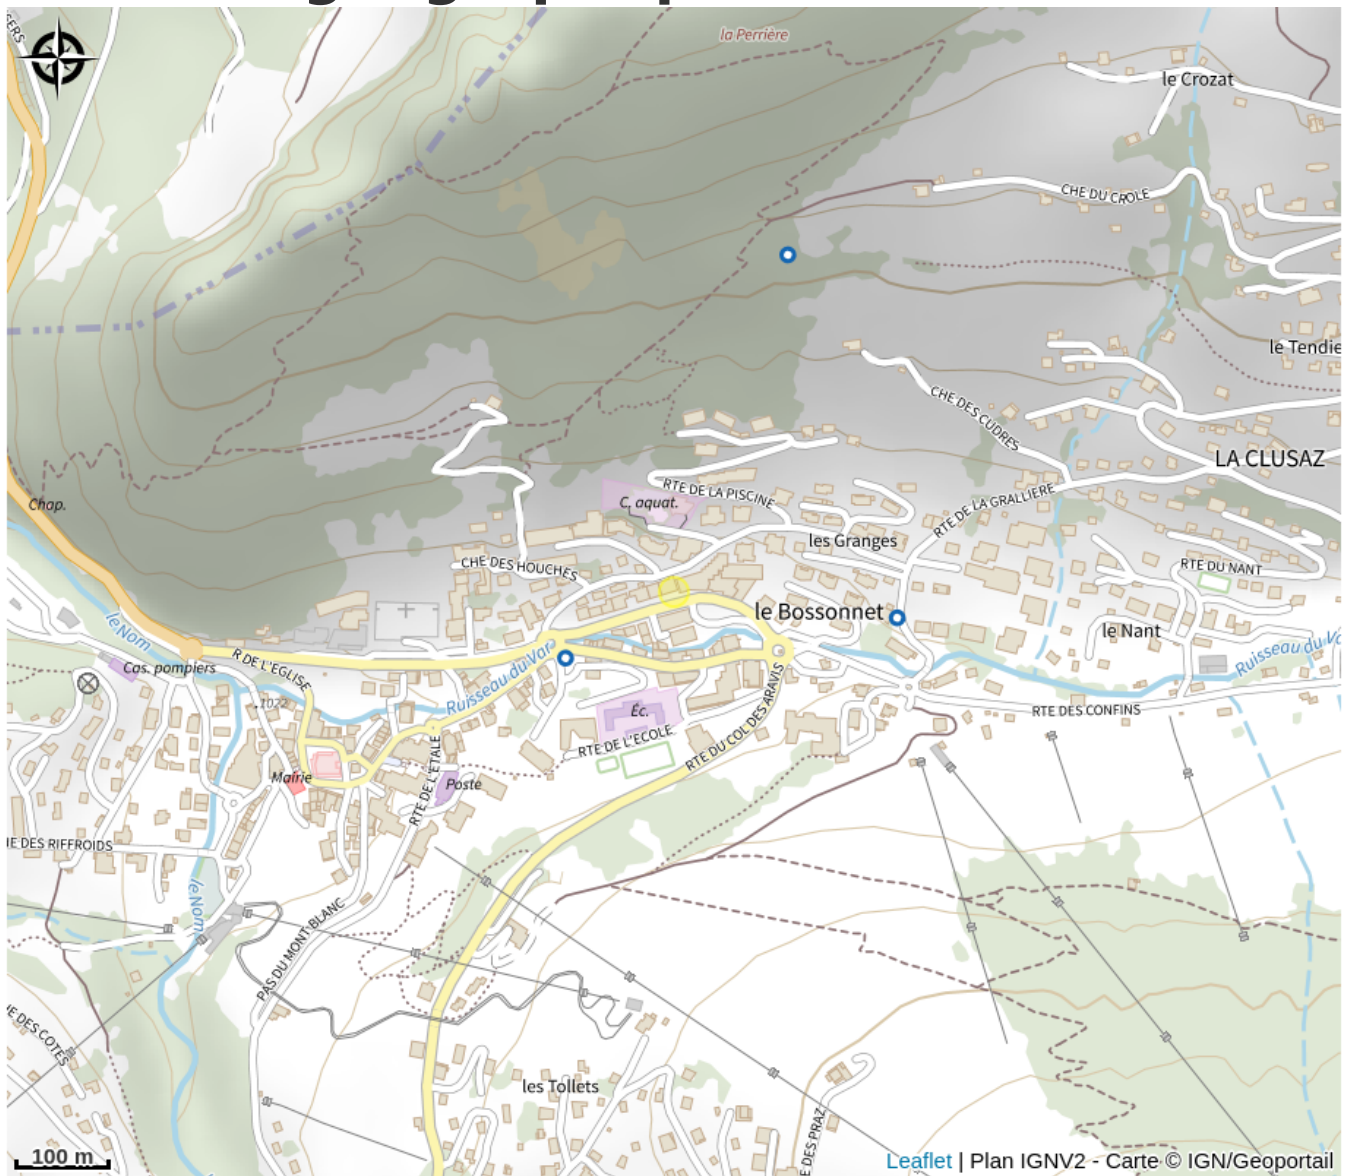 la Perrière
le Crozat
CHE DU CROLE
le Tendie
CHE DES CUDRES
LA CLUSAZ
Chap.
C. aquat.
RTE DE LA PISCINE
RTE DE LA GRALLIERE
les Granges
CHE DES HOUCHES
RTE DU NANT
le Bossonnet
le Nant
le Nom
Cas. pompiers
R DE L'EGLISE
Ruisseau du Var
Ruisseau du Va
1022
Éc.
RTE DES CONFINS
RTE DE L'ECOLE
RTE DU COL DES ARAVIS
Mairie
RTE DE L'ETALE
Poste
HE DES RIFFROIDS
le Nom
PAS DU MONT-BLANC
HE DES COTES
les Tollets
E DES PRAZ
100 m
Leaflet | Plan IGNV2 - Carte © IGN/Geoportail